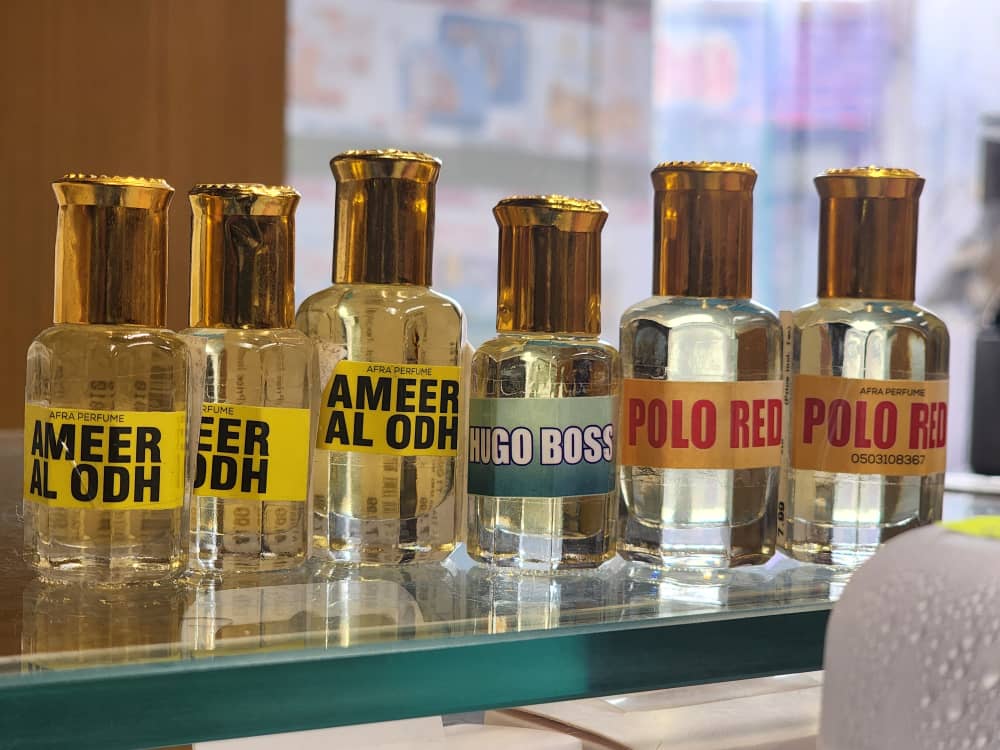 AFRA PERFUME
AMEER
AL ODH
RFUME
EER
ODH
AFRA PERFUME
AMEER
AL ODH
HUGO BOSS
POLO RED
AFRA PERFUME
POLO RED
0503108367